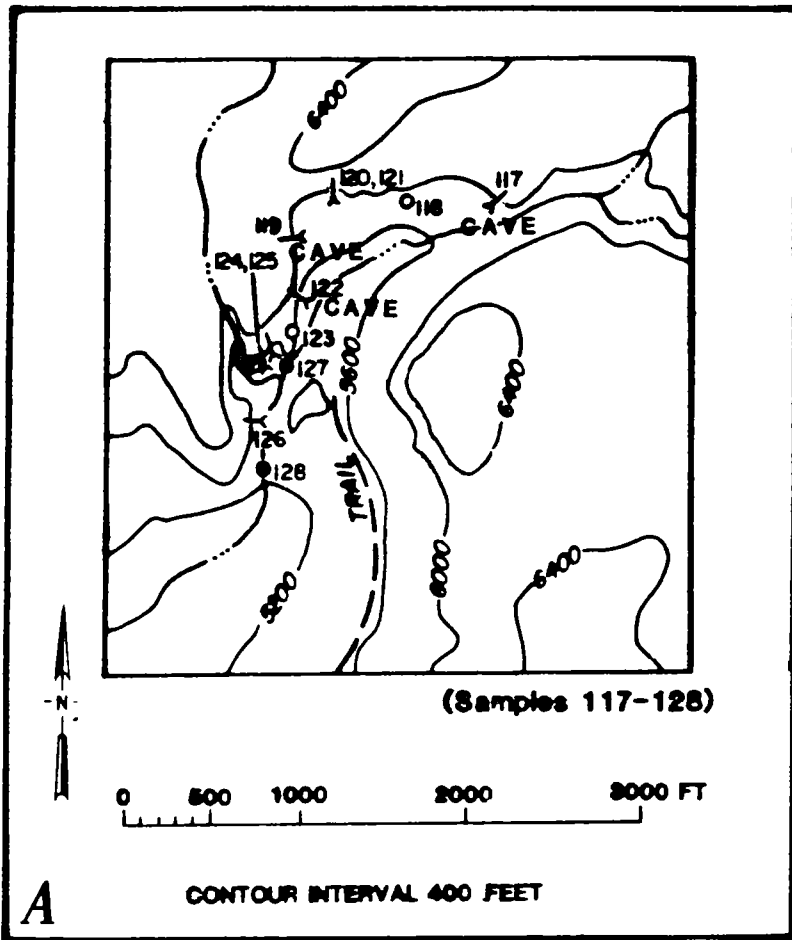 6400
120,121
117
118
119
CAVE
CAVE
124,125
122
CAVE
123
127
5600
6400
126
128
TRAIL
6000
6400
5200
N
(Samples 117-128)
0 500 1000 2000 3000 FT
CONTOUR INTERVAL 400 FEET
A